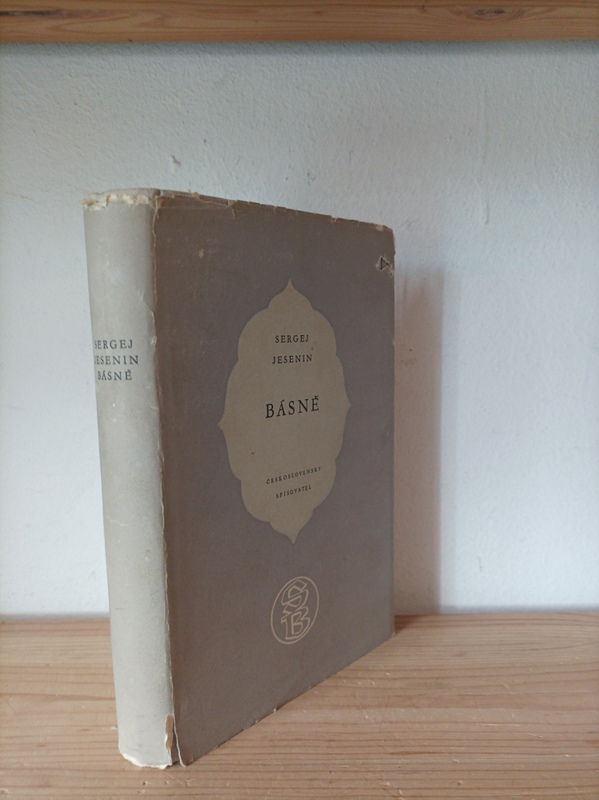 SERGEJ
JESENIN
BÁSNĚ
SERGEJ
JESENIN
BÁSNĚ
ČESKOSLOVENSKÝ
SPISOVATEL